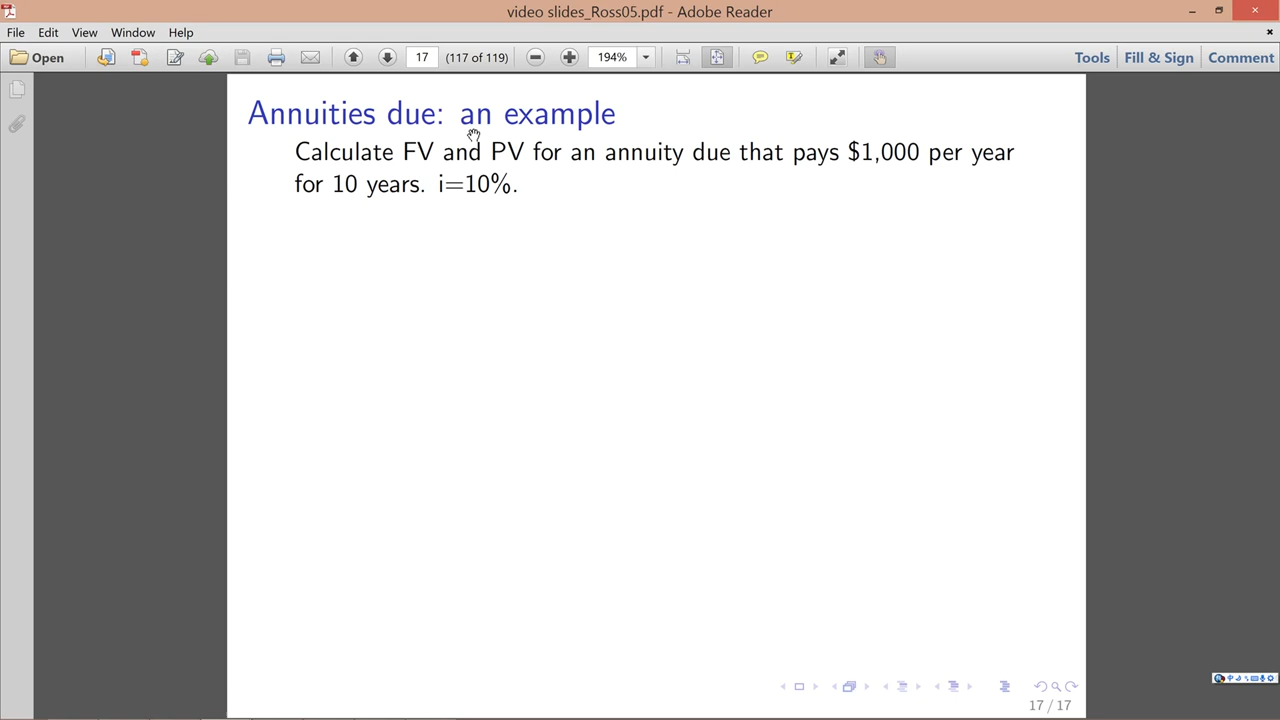 video slides_Ross05.pdf - Adobe Reader
File Edit View Window Help
Open 17 (117 of 119) 194% Tools Fill & Sign Comment
Annuities due: an example
Calculate FV and PV for an annuity due that pays $1,000 per year
for 10 years. i=10%.
17 / 17